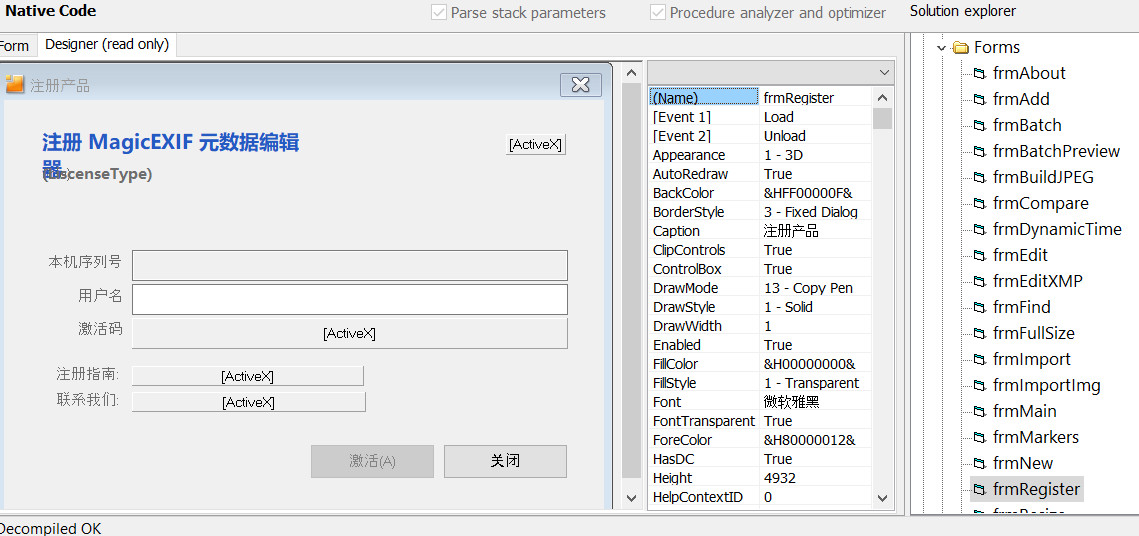 Native Code
Parse stack parameters
Procedure analyzer and optimizer
Solution explorer
Form
Designer (read only)
注册产品
注册 MagicEXIF 元数据编辑
器
[ActiveX]
本机序列号
用户名
激活码
[ActiveX]
注册指南:
[ActiveX]
联系我们:
[ActiveX]
激活(A)
关闭
(Name) frmRegister
[Event 1] Load
[Event 2] Unload
Appearance 1 - 3D
AutoRedraw True
BackColor &HFF00000F&
BorderStyle 3 - Fixed Dialog
Caption 注册产品
ClipControls True
ControlBox True
DrawMode 13 - Copy Pen
DrawStyle 1 - Solid
DrawWidth 1
Enabled True
FillColor &H00000000&
FillStyle 1 - Transparent
Font 微软雅黑
FontTransparent True
ForeColor &H80000012&
HasDC True
Height 4932
HelpContextID 0
Forms
frmAbout
frmAdd
frmBatch
frmBatchPreview
frmBuildJPEG
frmCompare
frmDynamicTime
frmEdit
frmEditXMP
frmFind
frmFullSize
frmImport
frmImportImg
frmMain
frmMarkers
frmNew
frmRegister
Decompiled OK